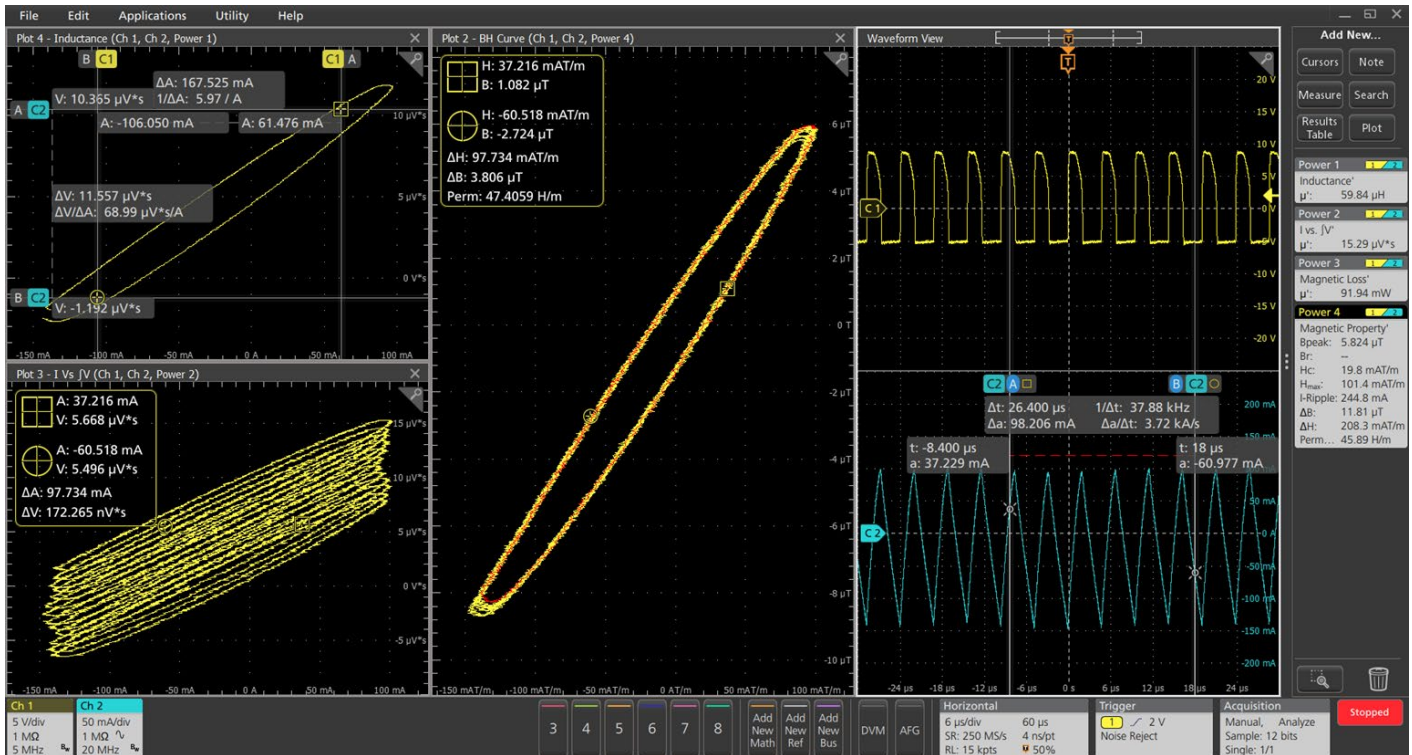 File Edit Applications Utility Help
Plot 4 - Inductance (Ch 1, Ch 2, Power 1)
B C1
C1 A
ΔA: 167.525 mA
1/ΔA: 5.97 / A
V: 10.365 μV*s
A C2
A: -106.050 mA
A: 61.476 mA
10 μV*s
ΔV: 11.557 μV*s
ΔV/ΔA: 68.99 μV*s/A
5 μV*s
0 V*s
B C2
V: -1.192 μV*s
-150 mA -100 mA -50 mA 0 A 50 mA 100 mA
Plot 3 - I Vs ∫V (Ch 1, Ch 2, Power 2)
A: 37.216 mA
V: 5.668 μV*s
A: -60.518 mA
V: 5.496 μV*s
ΔA: 97.734 mA
ΔV: 172.265 nV*s
15 μV*s
10 μV*s
5 μV*s
0 V*s
-5 μV*s
-150 mA -100 mA -50 mA 0 A 50 mA 100 mA
Plot 2 - BH Curve (Ch 1, Ch 2, Power 4)
H: 37.216 mAT/m
B: 1.082 μT
H: -60.518 mAT/m
B: -2.724 μT
ΔH: 97.734 mAT/m
ΔB: 3.806 μT
Perm: 47.4059 H/m
6 μT
4 μT
2 μT
0 T
-2 μT
-4 μT
-6 μT
-8 μT
-10 μT
-150 mAT/m -100 mAT/m -50 mAT/m 0 AT/m 50 mAT/m 100 mAT/m
Waveform View
T
T
20 V
15 V
10 V
5 V
C 1
0 V
-5 V
-10 V
-15 V
-20 V
C2 A
B C2
Δt: 26.400 μs 1/Δt: 37.88 kHz
Δa: 98.206 mA Δa/Δt: 3.72 kA/s
t: -8.400 μs
a: 37.229 mA
t: 18 μs
a: -60.977 mA
200 mA
150 mA
100 mA
50 mA
C 2
0 A
-50 mA
-100 mA
-150 mA
-200 mA
-24 μs -18 μs -12 μs -6 μs 0 s 6 μs 12 μs 18 μs 24 μs
Add New...
Cursors Note
Measure Search
Results Table Plot
Power 1 1 2
Inductance'
μ': 59.84 μH
Power 2 1 2
I vs. ∫V'
μ': 15.29 μV*s
Power 3 1 2
Magnetic Loss'
μ': 91.94 mW
Power 4 1 2
Magnetic Property'
Bpeak: 5.824 μT
Br: --
Hc: 19.8 mAT/m
Hmax: 101.4 mAT/m
I-Ripple: 244.8 mA
ΔB: 11.81 μT
ΔH: 208.3 mAT/m
Perm... 45.89 H/m
Ch 1
5 V/div
1 MΩ
5 MHz Bw
Ch 2
50 mA/div
1 MΩ
20 MHz Bw
3 4 5 6 7 8
Add New Math
Add New Ref
Add New Bus
DVM AFG
Horizontal
6 μs/div 60 μs
SR: 250 MS/s 4 ns/pt
RL: 15 kpts T 50%
Trigger
1 2 V
Noise Reject
Acquisition
Manual, Analyze
Sample: 12 bits
Single: 1/1
Stopped